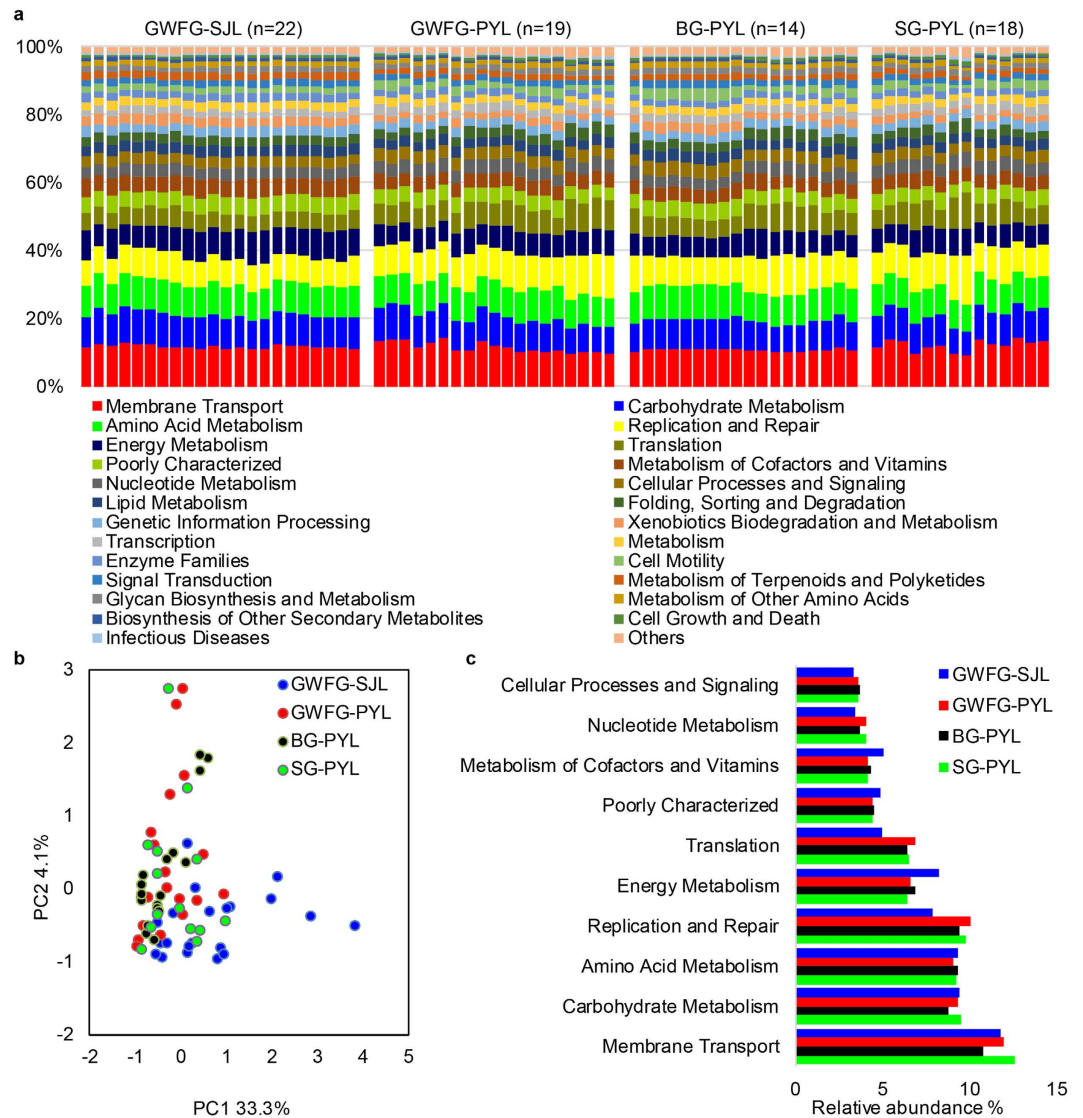 a
GWFG-SJL (n=22) GWFG-PYL (n=19) BG-PYL (n=14) SG-PYL (n=18)
100%
80%
60%
40%
20%
0%
Membrane Transport Carbohydrate Metabolism
Amino Acid Metabolism Replication and Repair
Energy Metabolism Translation
Poorly Characterized Metabolism of Cofactors and Vitamins
Nucleotide Metabolism Cellular Processes and Signaling
Lipid Metabolism Folding, Sorting and Degradation
Genetic Information Processing Xenobiotics Biodegradation and Metabolism
Transcription Metabolism
Enzyme Families Cell Motility
Signal Transduction Metabolism of Terpenoids and Polyketides
Glycan Biosynthesis and Metabolism Metabolism of Other Amino Acids
Biosynthesis of Other Secondary Metabolites Cell Growth and Death
Infectious Diseases Others
b
3
2
1
0
-1
-2
PC2 4.1%
GWFG-SJL
GWFG-PYL
BG-PYL
SG-PYL
-2 -1 0 1 2 3 4 5
PC1 33.3%
c
GWFG-SJL
GWFG-PYL
BG-PYL
SG-PYL
Cellular Processes and Signaling
Nucleotide Metabolism
Metabolism of Cofactors and Vitamins
Poorly Characterized
Translation
Energy Metabolism
Replication and Repair
Amino Acid Metabolism
Carbohydrate Metabolism
Membrane Transport
0 5 10 15
Relative abundance %